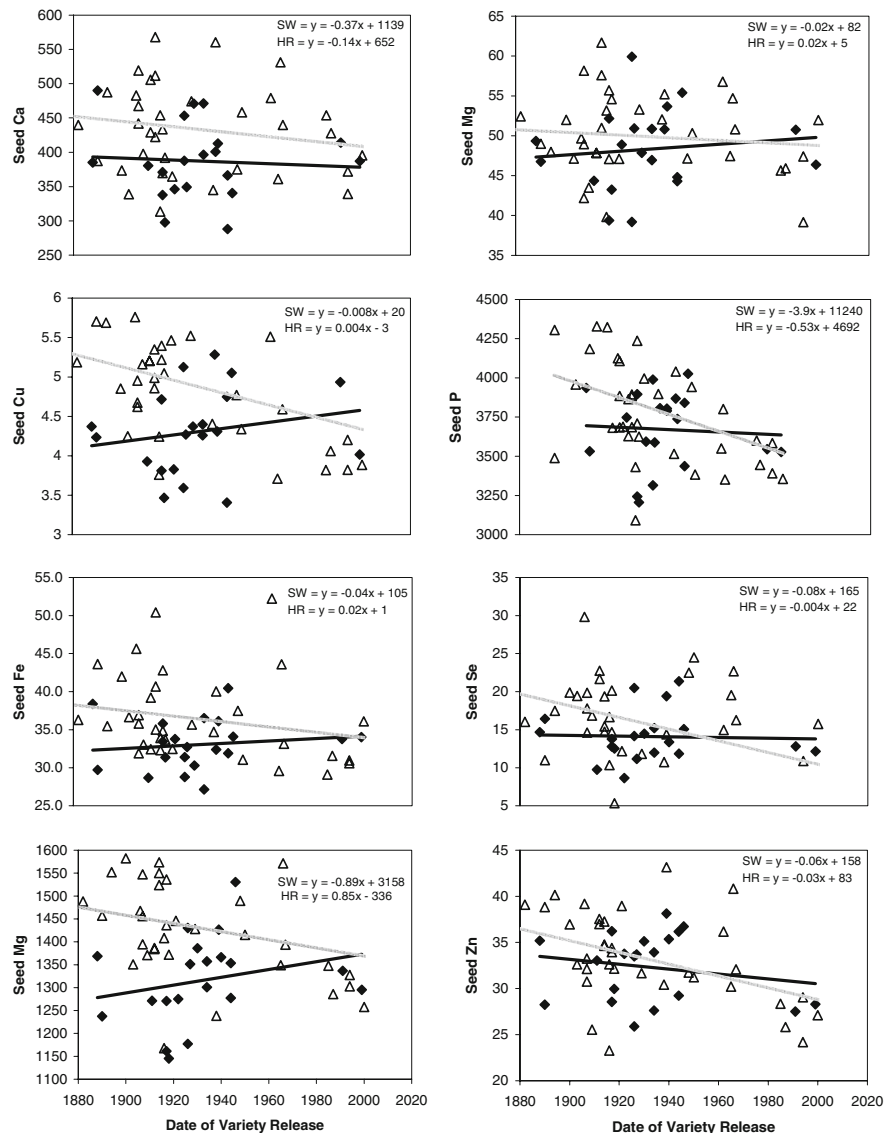 600
550
500
450
400
350
300
250
Seed Ca
SW = y = -0.37x + 1139
HR = y = -0.14x + 652
65
60
55
50
45
40
35
Seed Mg
SW = y = -0.02x + 82
HR = y = 0.02x + 5
6
5.5
5
4.5
4
3.5
3
Seed Cu
SW = y = -0.008x + 20
HR = y = 0.004x - 3
4500
4250
4000
3750
3500
3250
3000
Seed P
SW = y = -3.9x + 11240
HR = y = -0.53x + 4692
55.0
50.0
45.0
40.0
35.0
30.0
25.0
Seed Fe
SW = y = -0.04x + 105
HR = y = 0.02x + 1
35
30
25
20
15
10
5
Seed Se
SW = y = -0.08x + 165
HR = y = -0.004x + 22
1600
1500
1400
1300
1200
1150
1100
Seed Mg
SW = y = -0.89x + 3158
HR = y = 0.85x - 336
1880 1900 1920 1940 1960 1980 2000 2020
Date of Variety Release
45
40
35
30
25
20
Seed Zn
SW = y = -0.06x + 158
HR = y = -0.03x + 83
1880 1900 1920 1940 1960 1980 2000 2020
Date of Variety Release